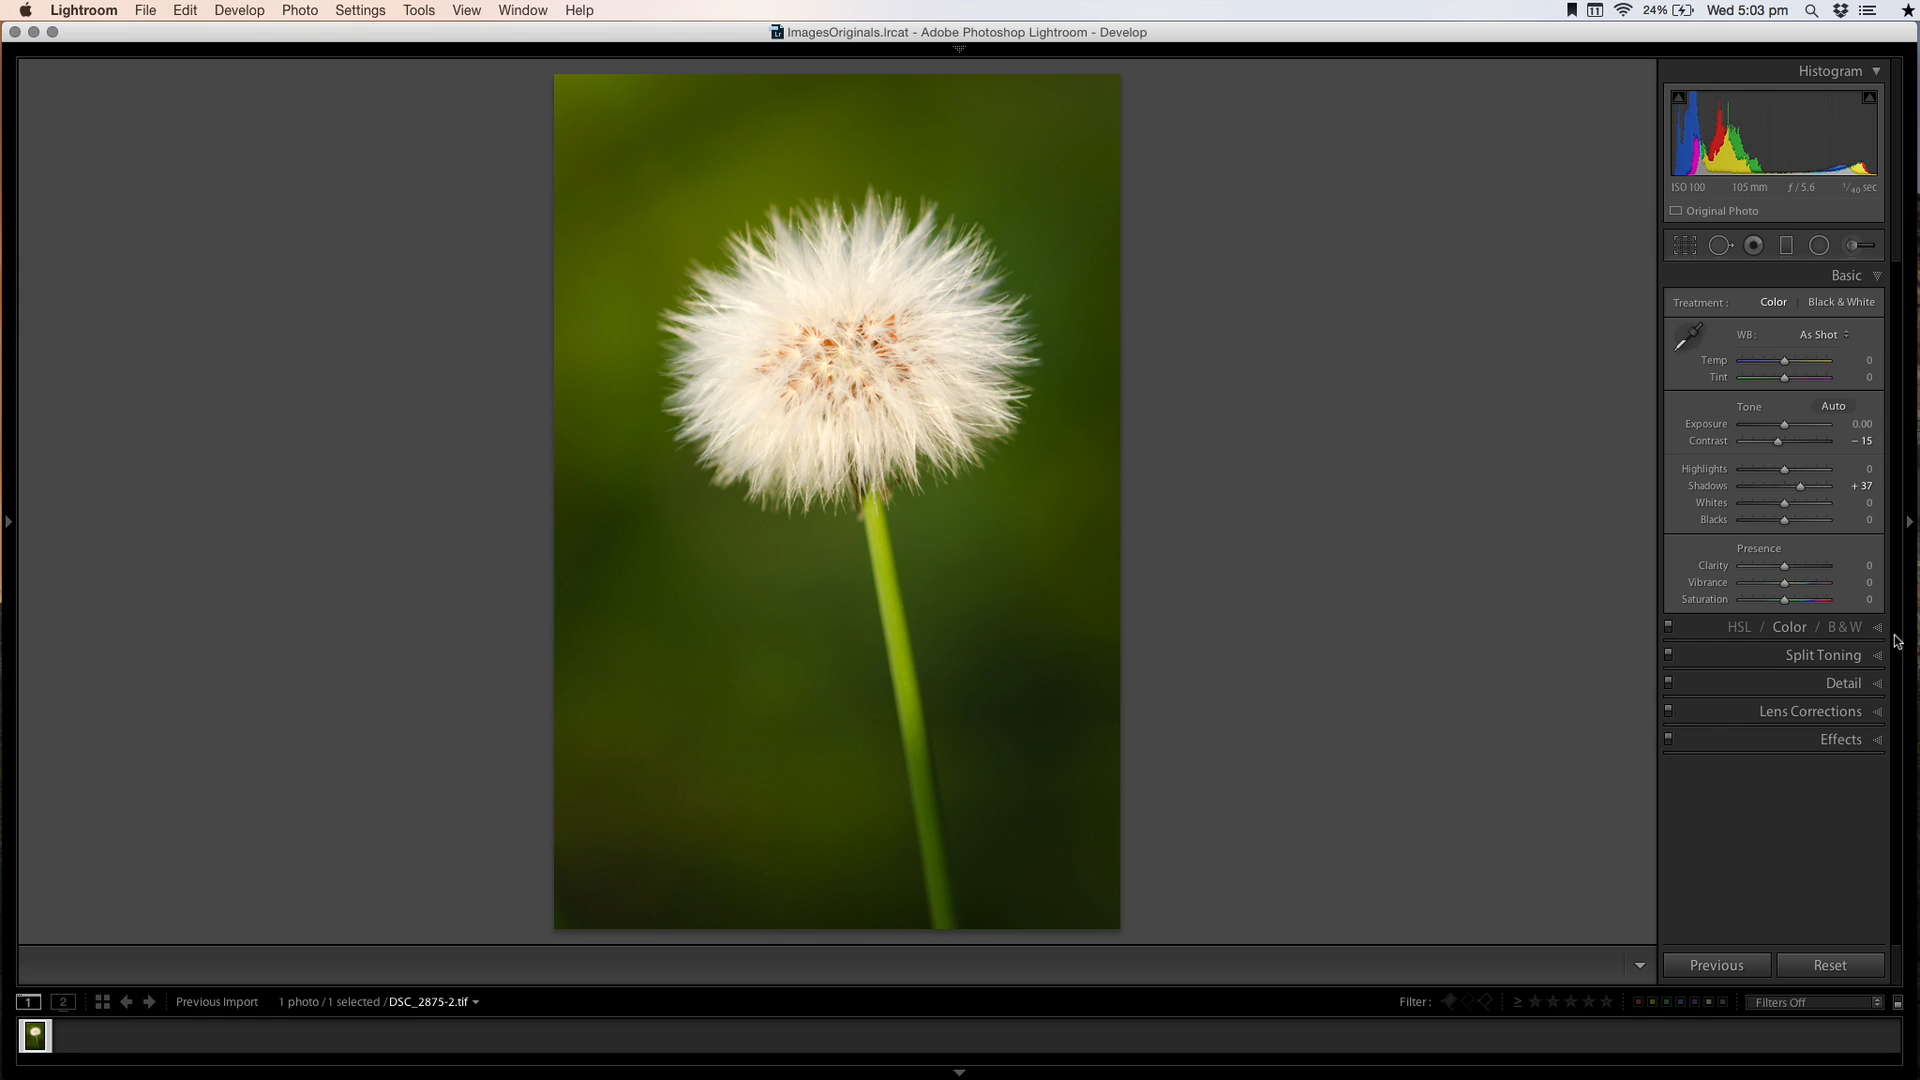 Lightroom File Edit Develop Photo Settings Tools View Window Help 11 24% Wed 5:03 pm
ImagesOriginals.lrcat - Adobe Photoshop Lightroom - Develop
Histogram
ISO 100 105 mm ƒ / 5.6 1/40 sec
Original Photo
Basic
Treatment : Color Black & White
WB: As Shot
Temp 0
Tint 0
Tone Auto
Exposure 0.00
Contrast – 15
Highlights 0
Shadows + 37
Whites 0
Blacks 0
Presence
Clarity 0
Vibrance 0
Saturation 0
HSL / Color / B & W
Split Toning
Detail
Lens Corrections
Effects
Previous Reset
1 2 Previous Import 1 photo / 1 selected / DSC_2875-2.tif Filter : ≥ Filters Off